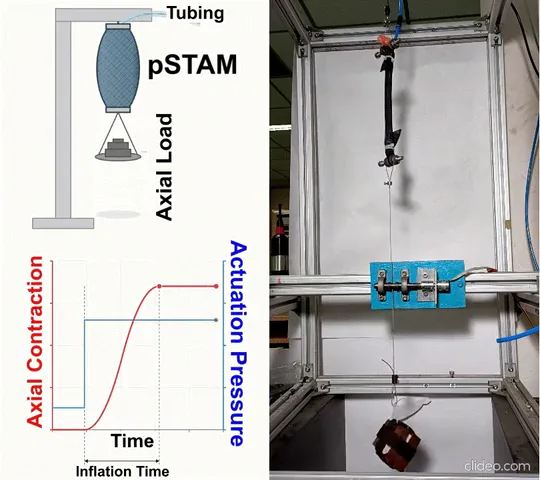 Tubing
pSTAM
Axial Load
Axial Contraction
Actuation Pressure
Time
Inflation Time
clideo.com